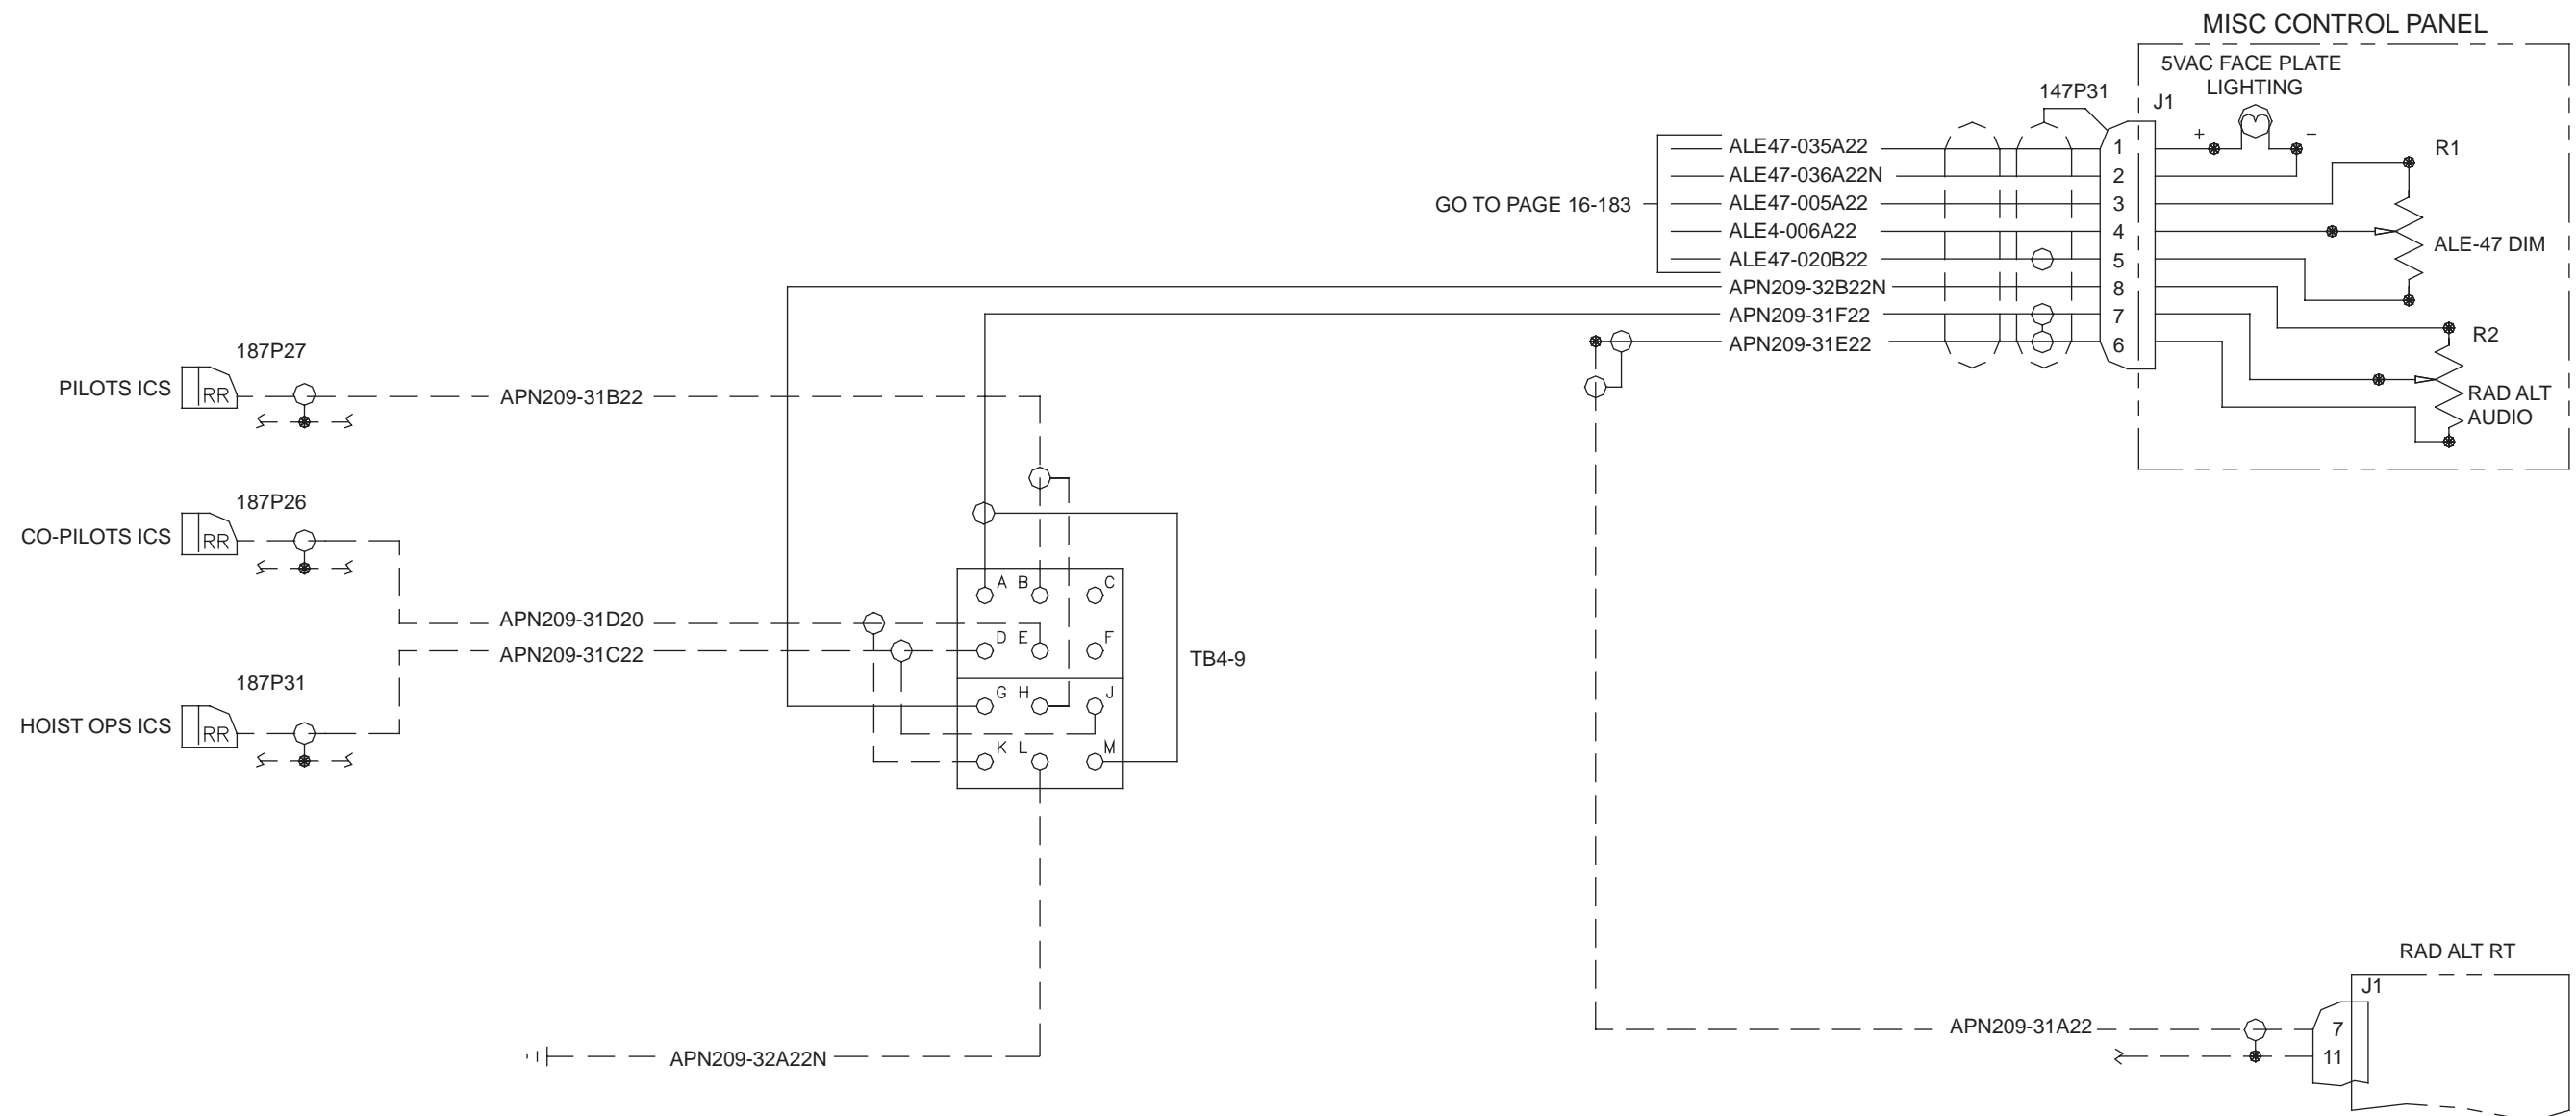 MISC CONTROL PANEL
5VAC FACE PLATE
LIGHTING
147P31
J1
+
−
R1
ALE47-035A22
1
ALE47-036A22N
2
GO TO PAGE 16-183
ALE47-005A22
3
ALE4-006A22
4
ALE-47 DIM
ALE47-020B22
5
APN209-32B22N
8
APN209-31F22
7
APN209-31E22
6
R2
RAD ALT
AUDIO
187P27
PILOTS ICS
RR
APN209-31B22
187P26
CO-PILOTS ICS
RR
APN209-31D20
APN209-31C22
187P31
HOIST OPS ICS
RR
A B C
D E F
TB4-9
G H J
K L M
APN209-32A22N
RAD ALT RT
J1
APN209-31A22
7
11